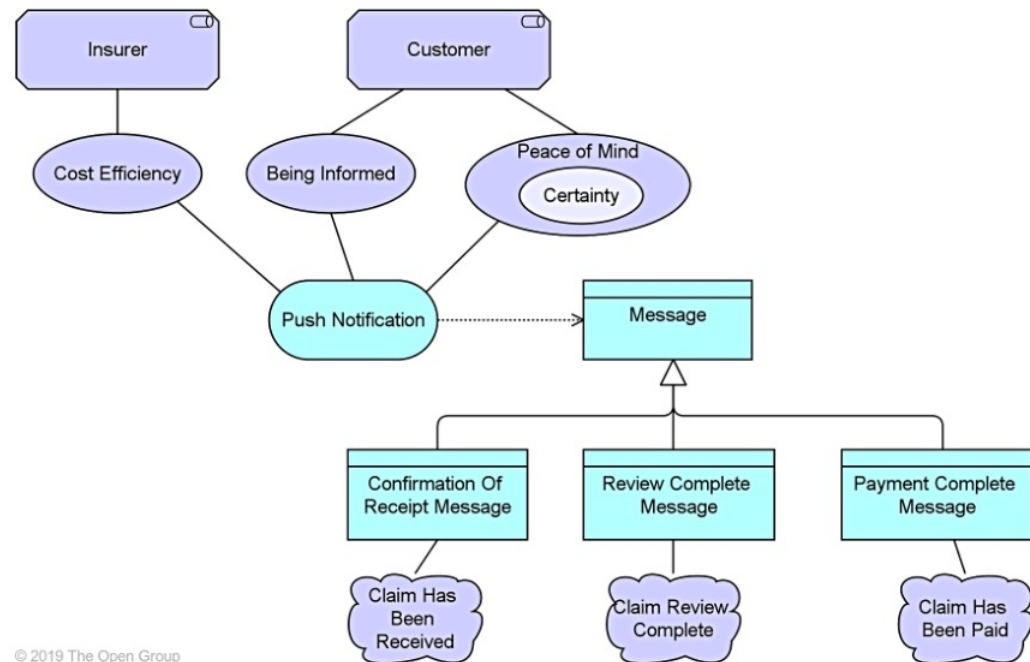 Insurer
Customer
Cost Efficiency
Being Informed
Peace of Mind
Certainty
Push Notification
Message
Confirmation Of
Receipt Message
Review Complete
Message
Payment Complete
Message
Claim Has
Been
Received
Claim Review
Complete
Claim Has
Been Paid
© 2019 The Open Group